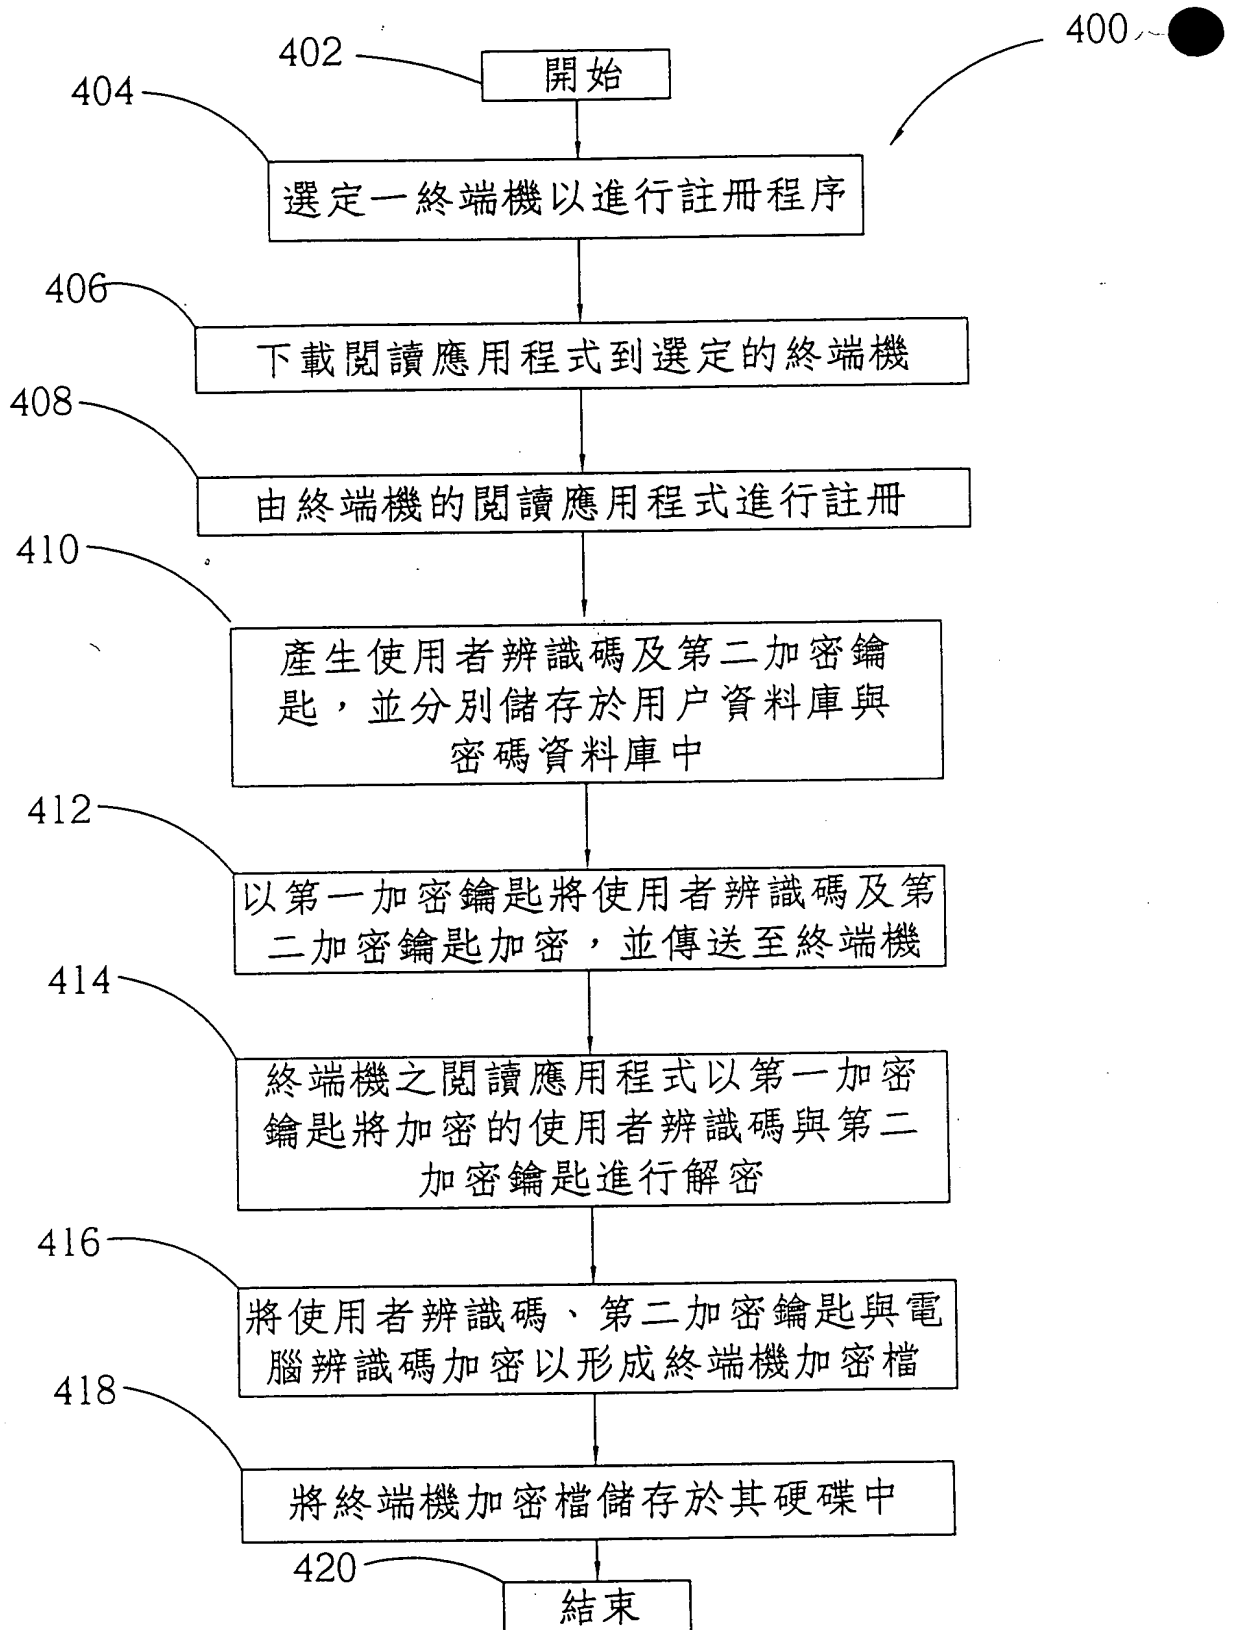 400
402
開始
404
選定一終端機以進行註冊程序
406
下載閱讀應用程式到選定的終端機
408
由終端機的閱讀應用程式進行註冊
410
產生使用者辨識碼及第二加密鑰
匙，並分別儲存於用户資料庫與
密碼資料庫中
412
以第一加密鑰匙將使用者辨識碼及第
二加密鑰匙加密，並傳送至終端機
414
終端機之閱讀應用程式以第一加密
鑰匙將加密的使用者辨識碼與第二
加密鑰匙進行解密
416
將使用者辨識碼、第二加密鑰匙與電
腦辨識碼加密以形成終端機加密檔
418
將終端機加密檔儲存於其硬碟中
420
結束